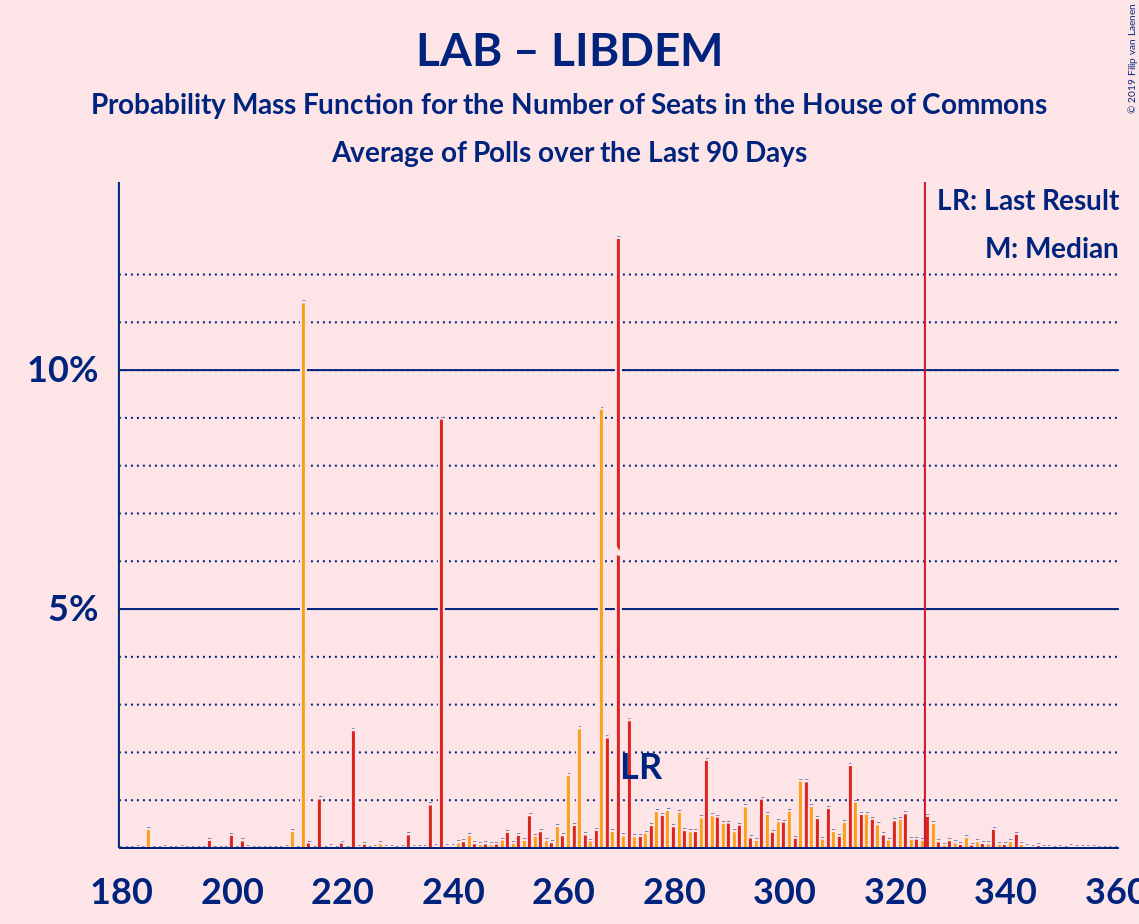 LAB – LIBDEM
Probability Mass Function for the Number of Seats in the House of Commons
Average of Polls over the Last 90 Days
© 2019 Filip van Laenen
LR: Last Result
M: Median
10%
5%
LR
180 200 220 240 260 280 300 320 340 360